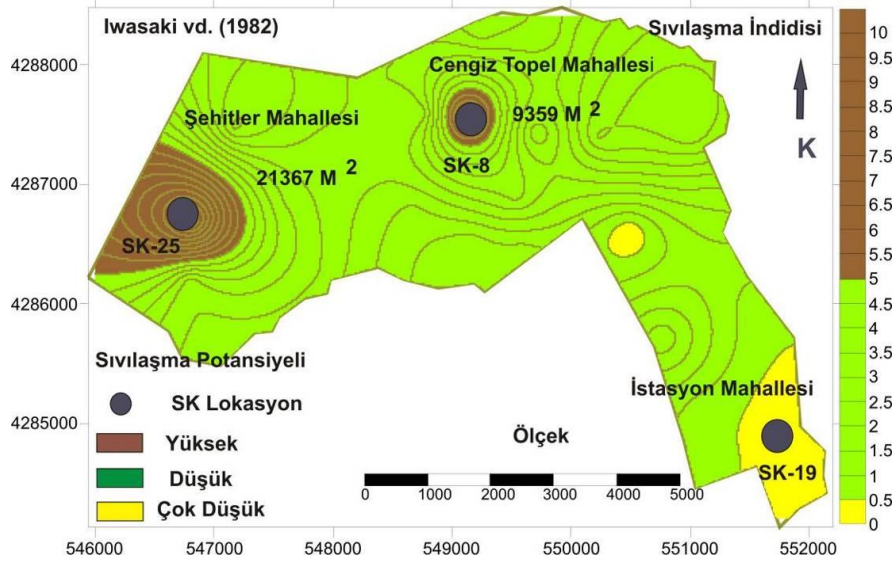 Iwasaki vd. (1982)
Sıvılaşma İndidisi
Cengiz Topel Mahallesi
Şehitler Mahallesi
9359 M 2
K
SK-8
21367 M 2
SK-25
Sıvılaşma Potansiyeli
SK Lokasyon
Yüksek
Düşük
Çok Düşük
İstasyon Mahallesi
Ölçek
SK-19
0 1000 2000 3000 4000 5000
4288000
4287000
4286000
4285000
546000 547000 548000 549000 550000 551000 552000
10
9.5
9
8.5
8
7.5
7
6.5
6
5.5
5
4.5
4
3.5
3
2.5
2
1.5
1
0.5
0